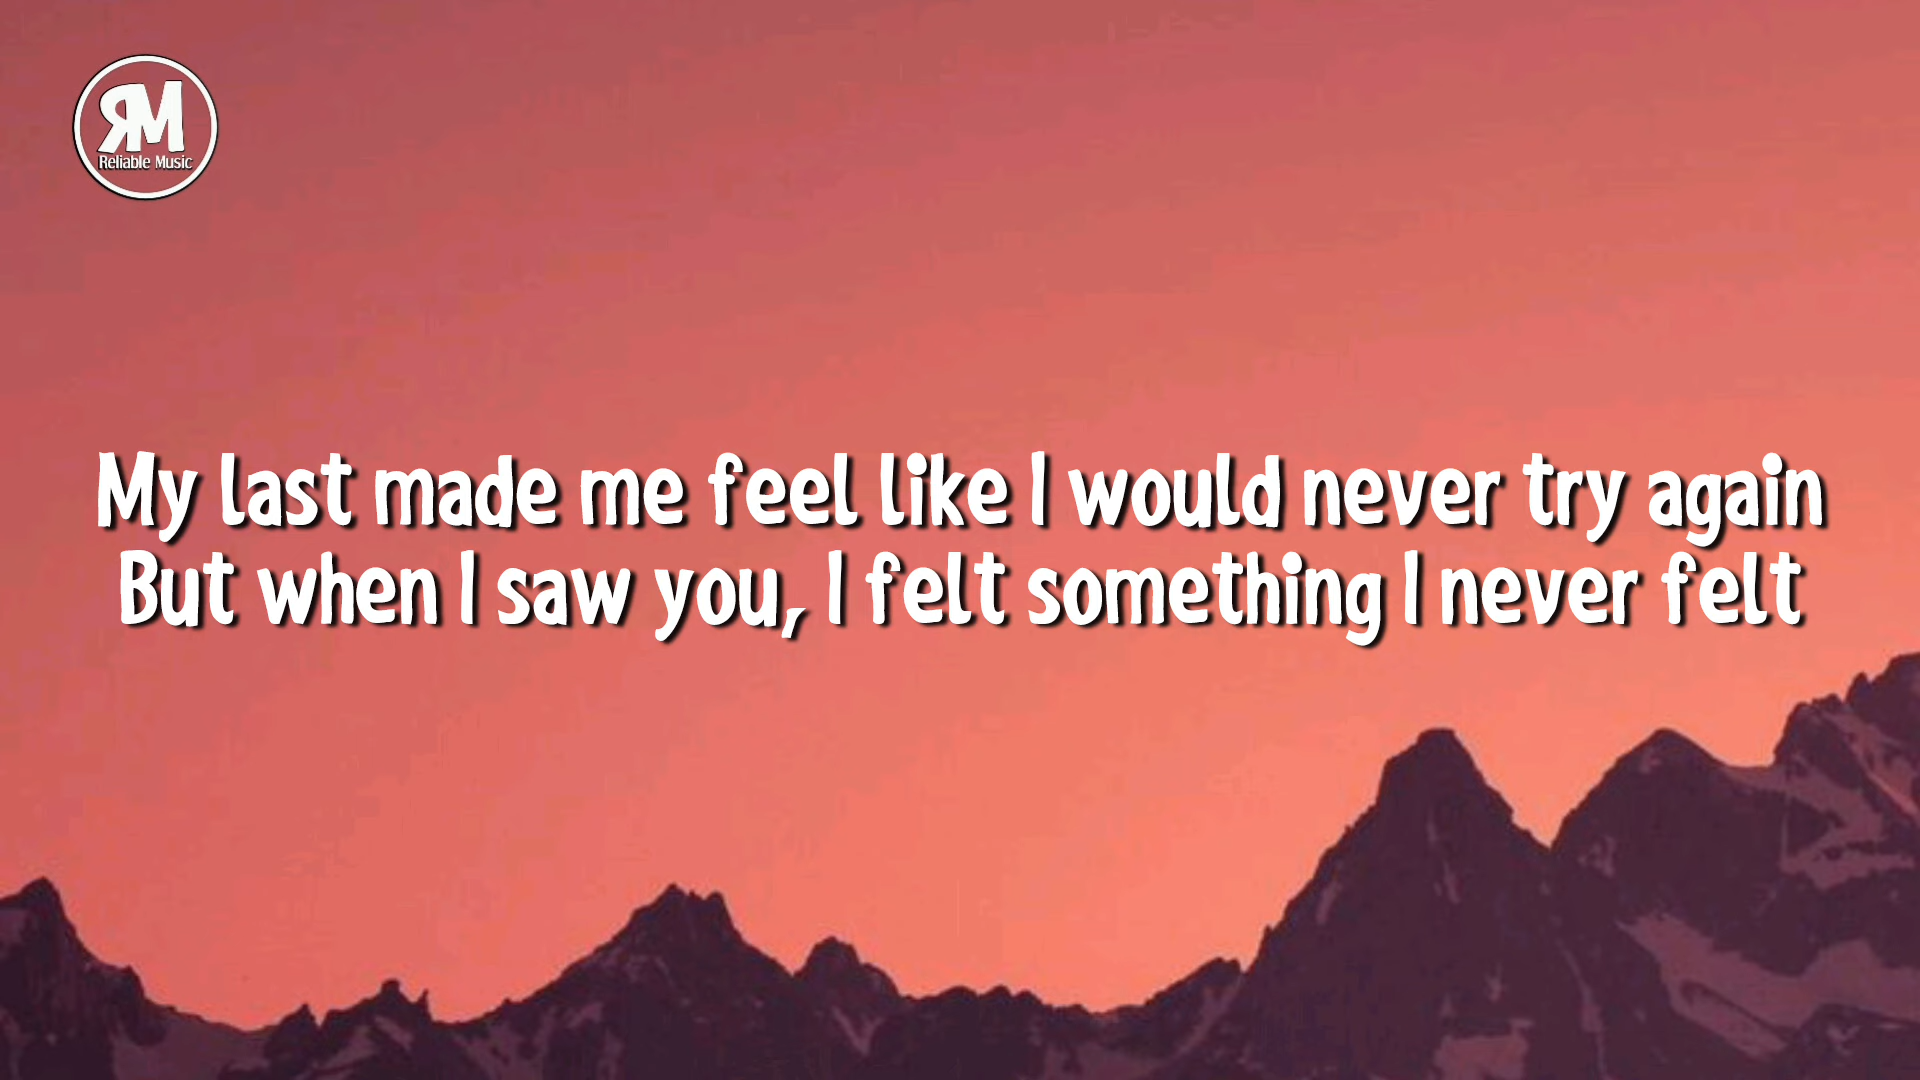 RM
Reliable Music
My last made me feel like I would never try again
But when I saw you, I felt something I never felt